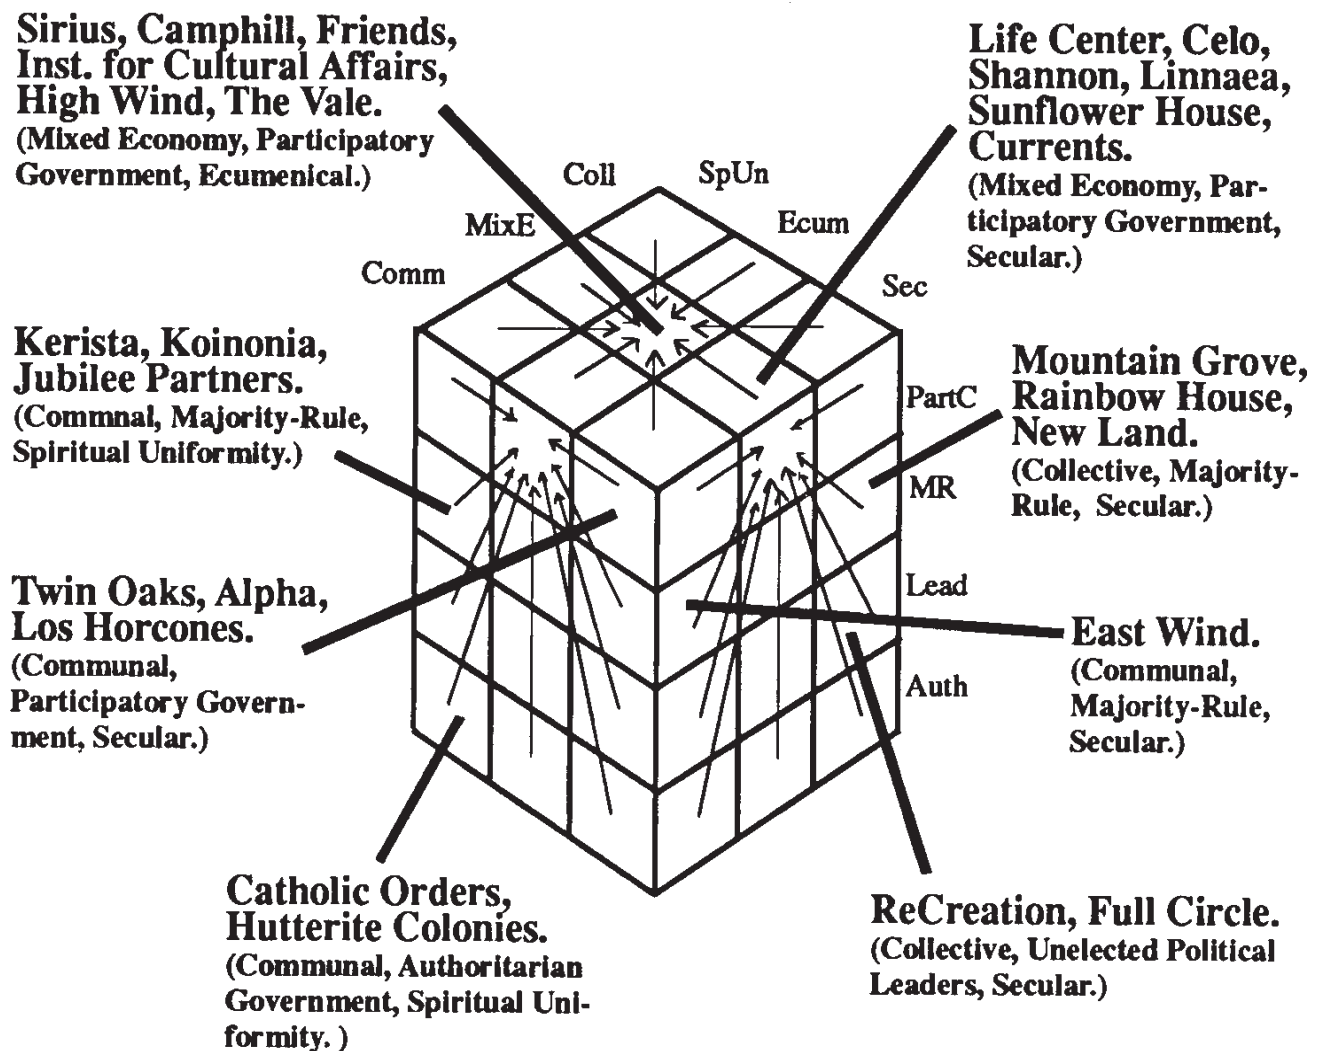 Sirius, Camphill, Friends,
Inst. for Cultural Affairs,
High Wind, The Vale.
(Mixed Economy, Participatory
Government, Ecumenical.)
Life Center, Celo,
Shannon, Linnaea,
Sunflower House,
Currents.
(Mixed Economy, Par-
ticipatory Government,
Secular.)
Coll
SpUn
MixE
Ecum
Comm
Sec
Kerista, Koinonia,
Jubilee Partners.
(Commnal, Majority-Rule,
Spiritual Uniformity.)
Mountain Grove,
Rainbow House,
New Land.
(Collective, Majority-
Rule, Secular.)
PartC
MR
Lead
Auth
Twin Oaks, Alpha,
Los Horcones.
(Communal,
Participatory Govern-
ment, Secular.)
East Wind.
(Communal,
Majority-Rule,
Secular.)
Catholic Orders,
Hutterite Colonies.
(Communal, Authoritarian
Government, Spiritual Uni-
formity. )
ReCreation, Full Circle.
(Collective, Unelected Political
Leaders, Secular.)